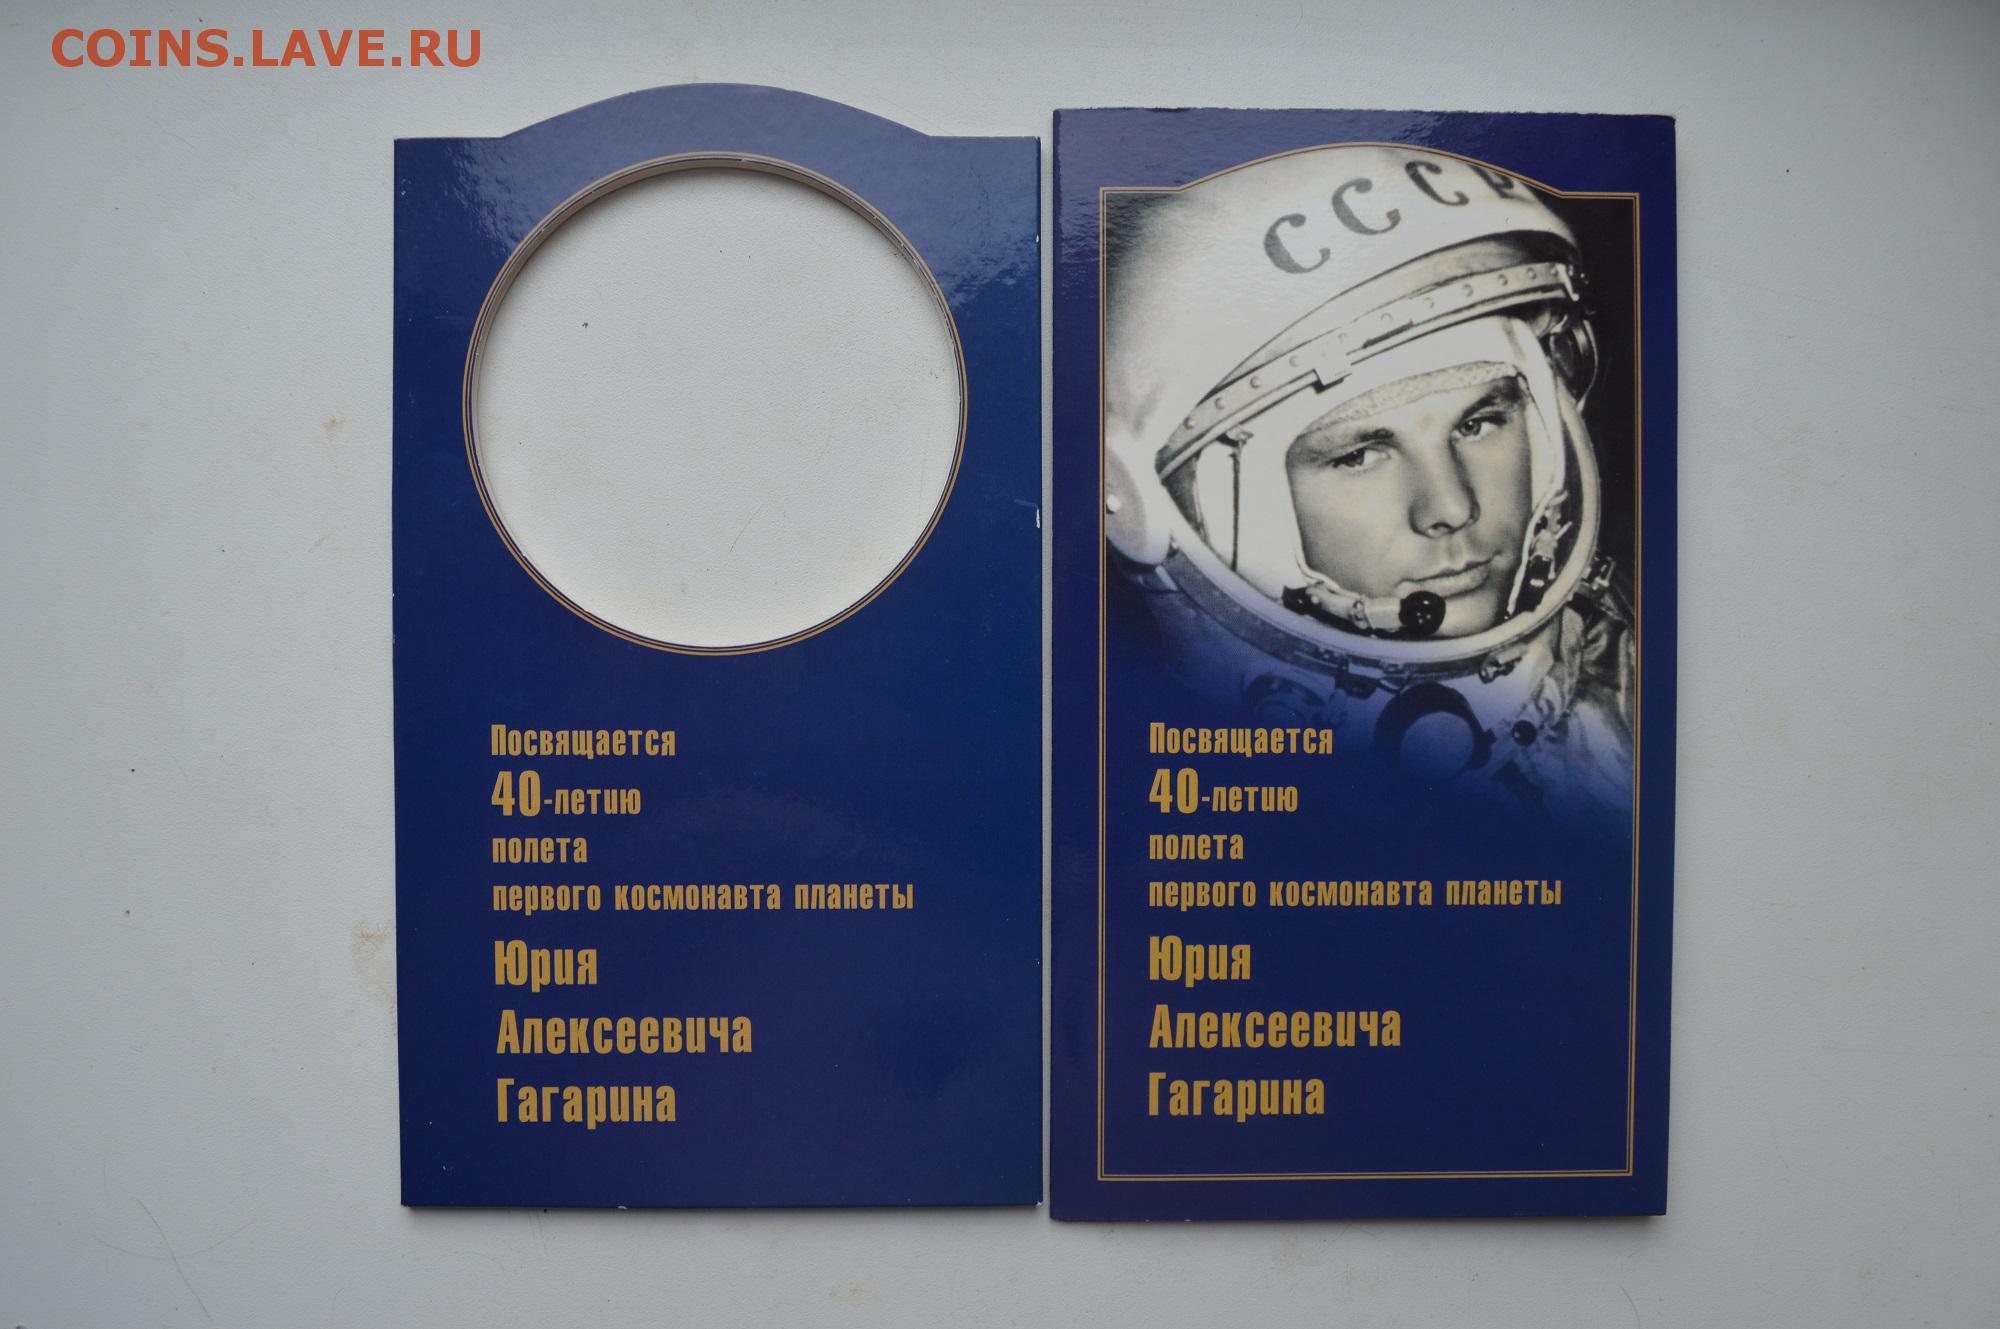 COINS.LAVE.RU
Посвящается
40-летию
полета
первого космонавта планеты
Юрия
Алексеевича
Гагарина
СССР
Посвящается
40-летию
полета
первого космонавта планеты
Юрия
Алексеевича
Гагарина